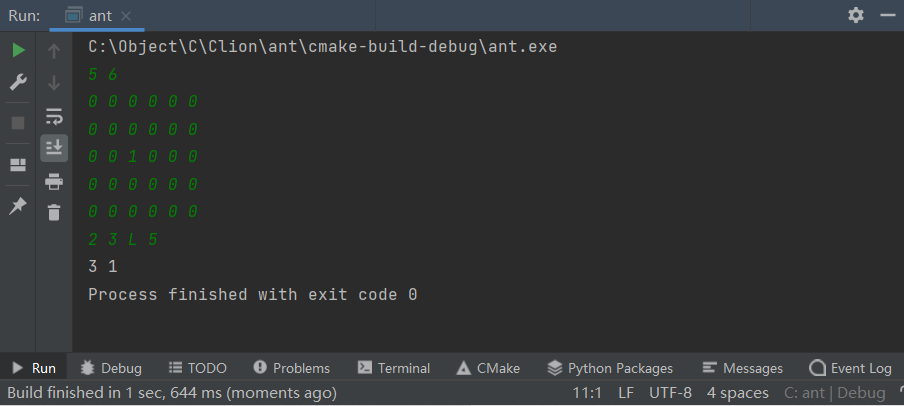 Run: ant
C:\Object\C\Clion\ant\cmake-build-debug\ant.exe
5 6
0 0 0 0 0 0
0 0 0 0 0 0
0 0 1 0 0 0
0 0 0 0 0 0
0 0 0 0 0 0
2 3 L 5
3 1
Process finished with exit code 0
Run Debug TODO Problems Terminal CMake Python Packages Messages Event Log
Build finished in 1 sec, 644 ms (moments ago) 11:1 LF UTF-8 4 spaces C: ant | Debug